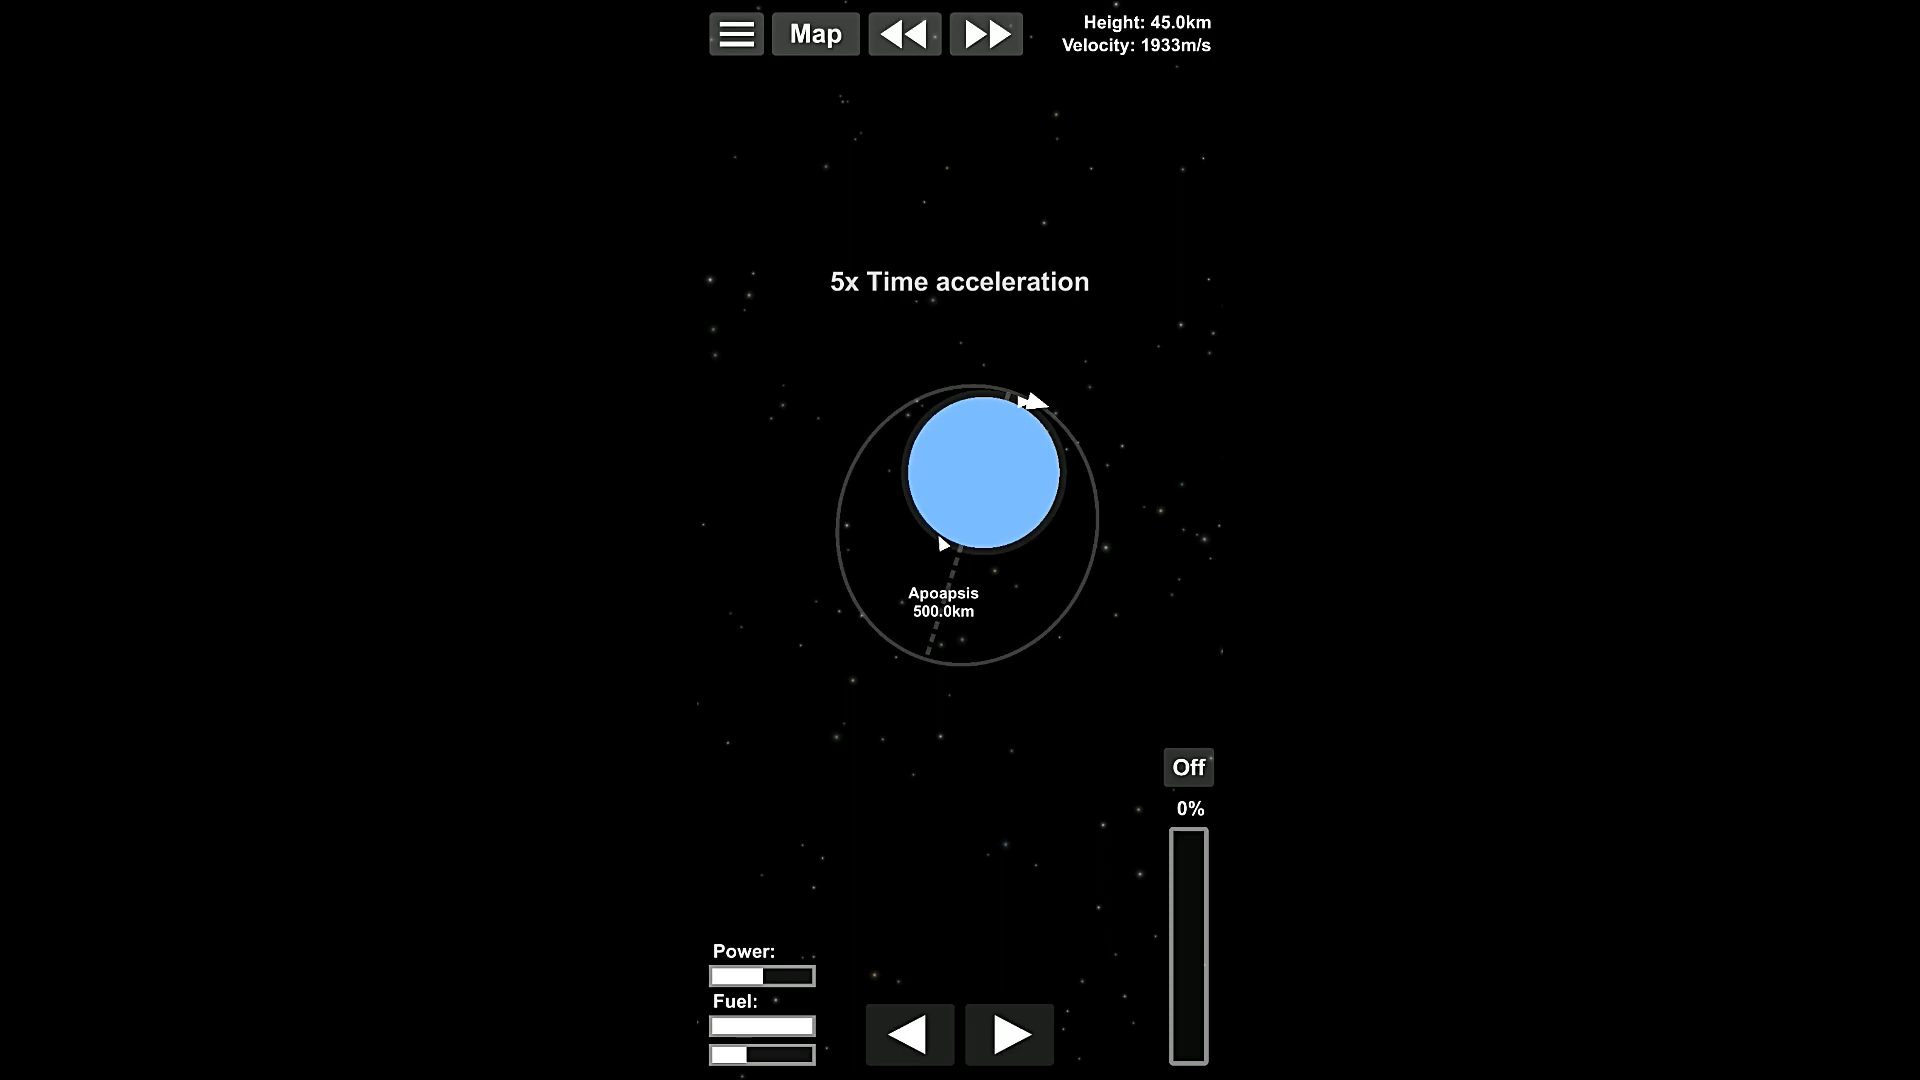 Map
Height: 45.0km
Velocity: 1933m/s
5x Time acceleration
Apoapsis
500.0km
Off
0%
Power:
Fuel: